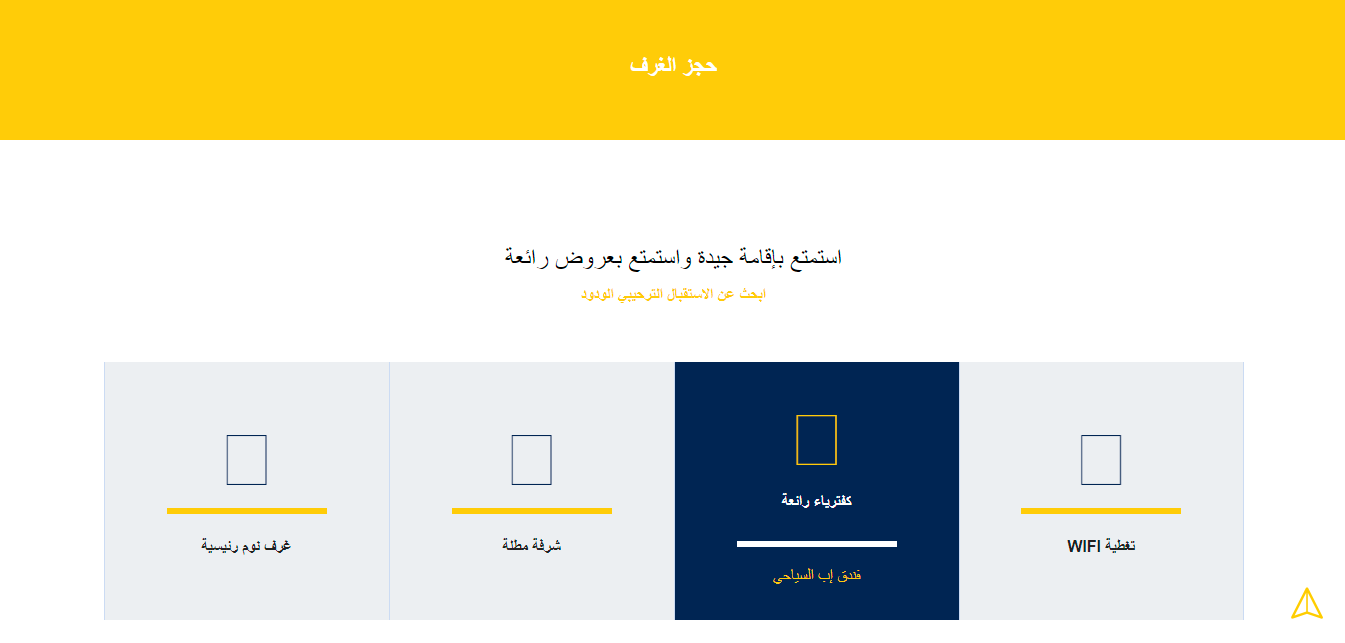 حجز الغرف
استمتع بإقامة جيدة واستمتع بعروض رائعة
ابحث عن الاستقبال الترحيبي الودود
تغطية WIFI
كفترياء رائعة
فندق إب السياحي
شرفة مطلة
غرف نوم رئيسية